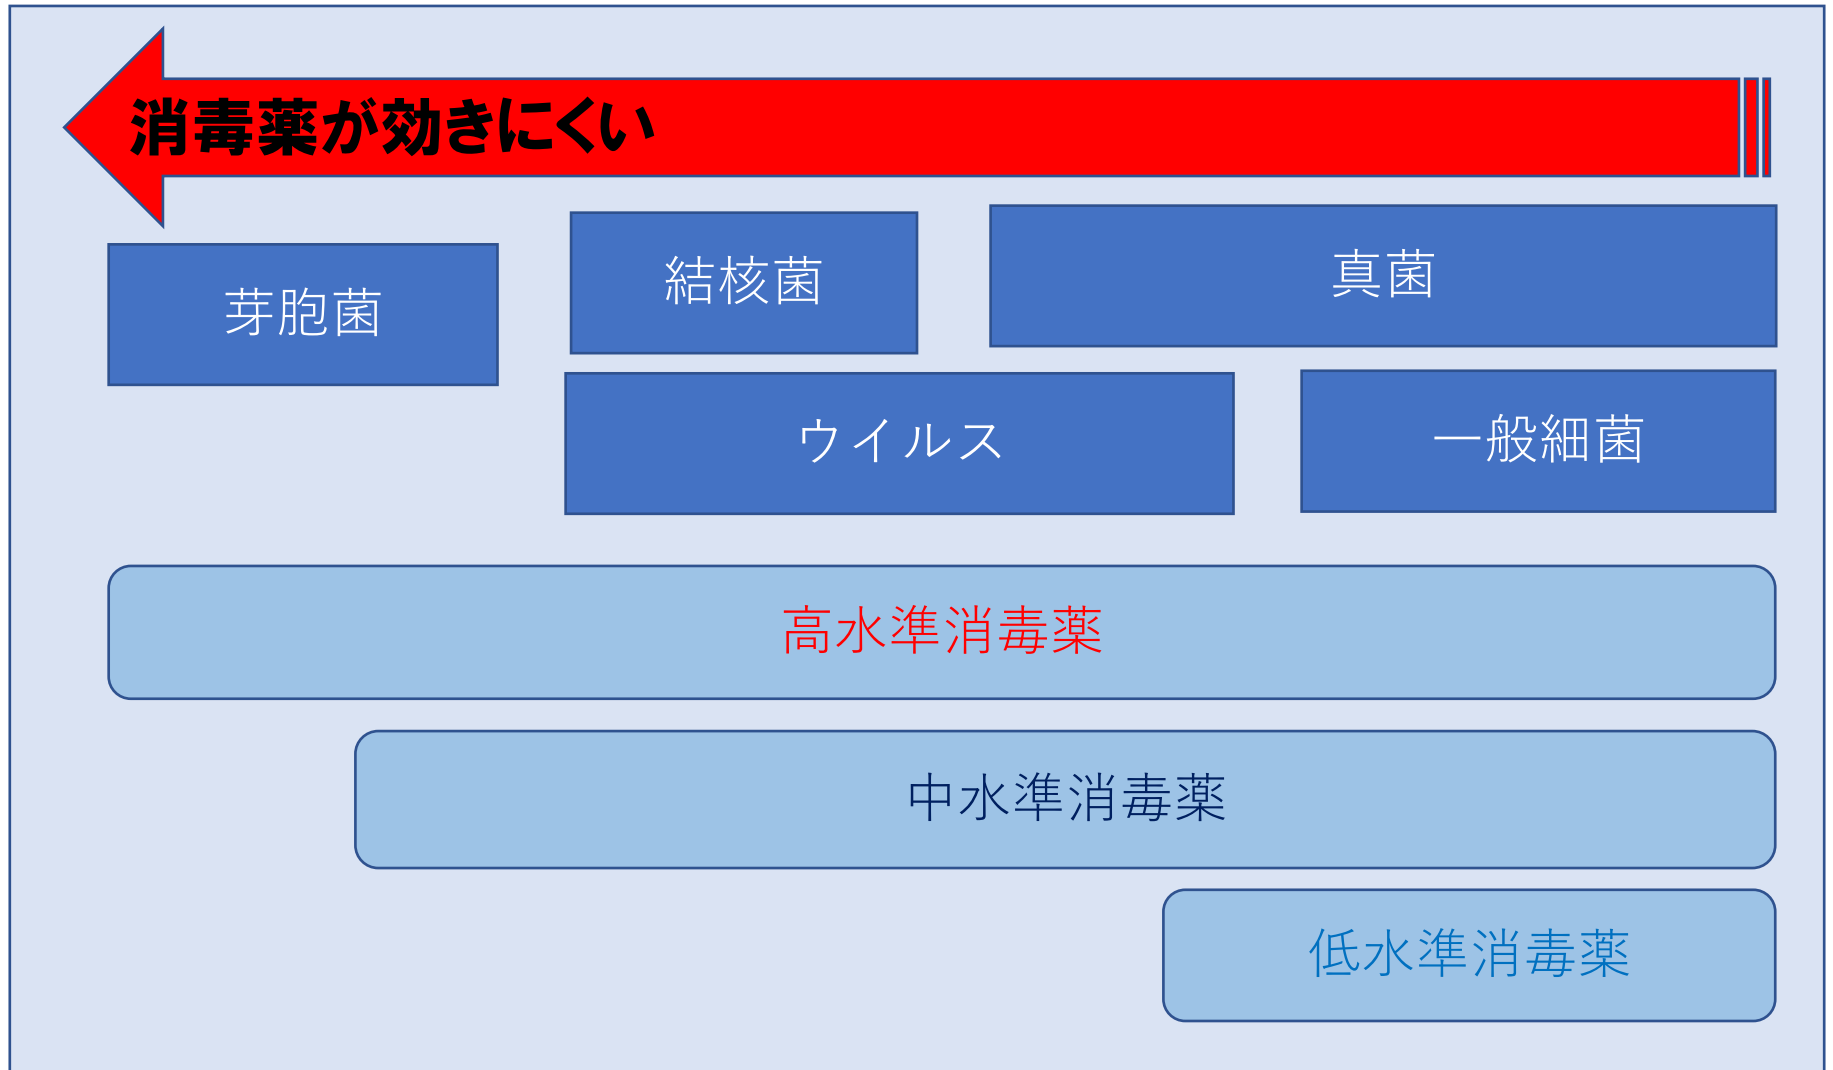 消毒薬が効きにくい
芽胞菌
結核菌
真菌
ウイルス
一般細菌
高水準消毒薬
中水準消毒薬
低水準消毒薬